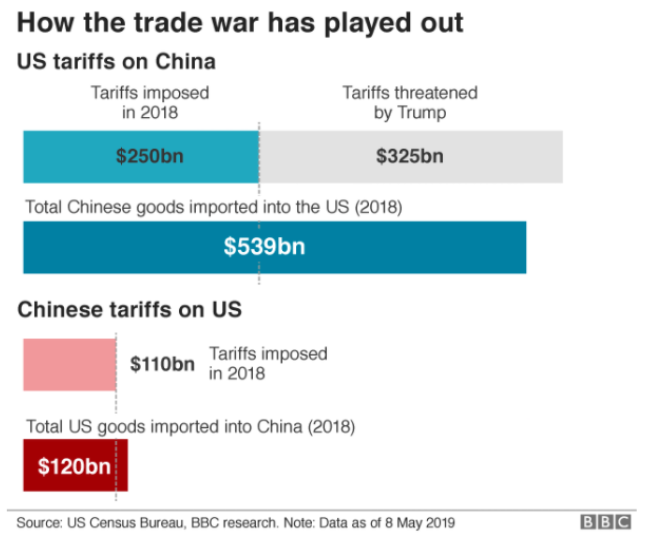 How the trade war has played out
US tariffs on China
Tariffs imposed
in 2018
Tariffs threatened
by Trump
$250bn
$325bn
Total Chinese goods imported into the US (2018)
$539bn
Chinese tariffs on US
$110bn
Tariffs imposed
in 2018
Total US goods imported into China (2018)
$120bn
Source: US Census Bureau, BBC research. Note: Data as of 8 May 2019
BBC